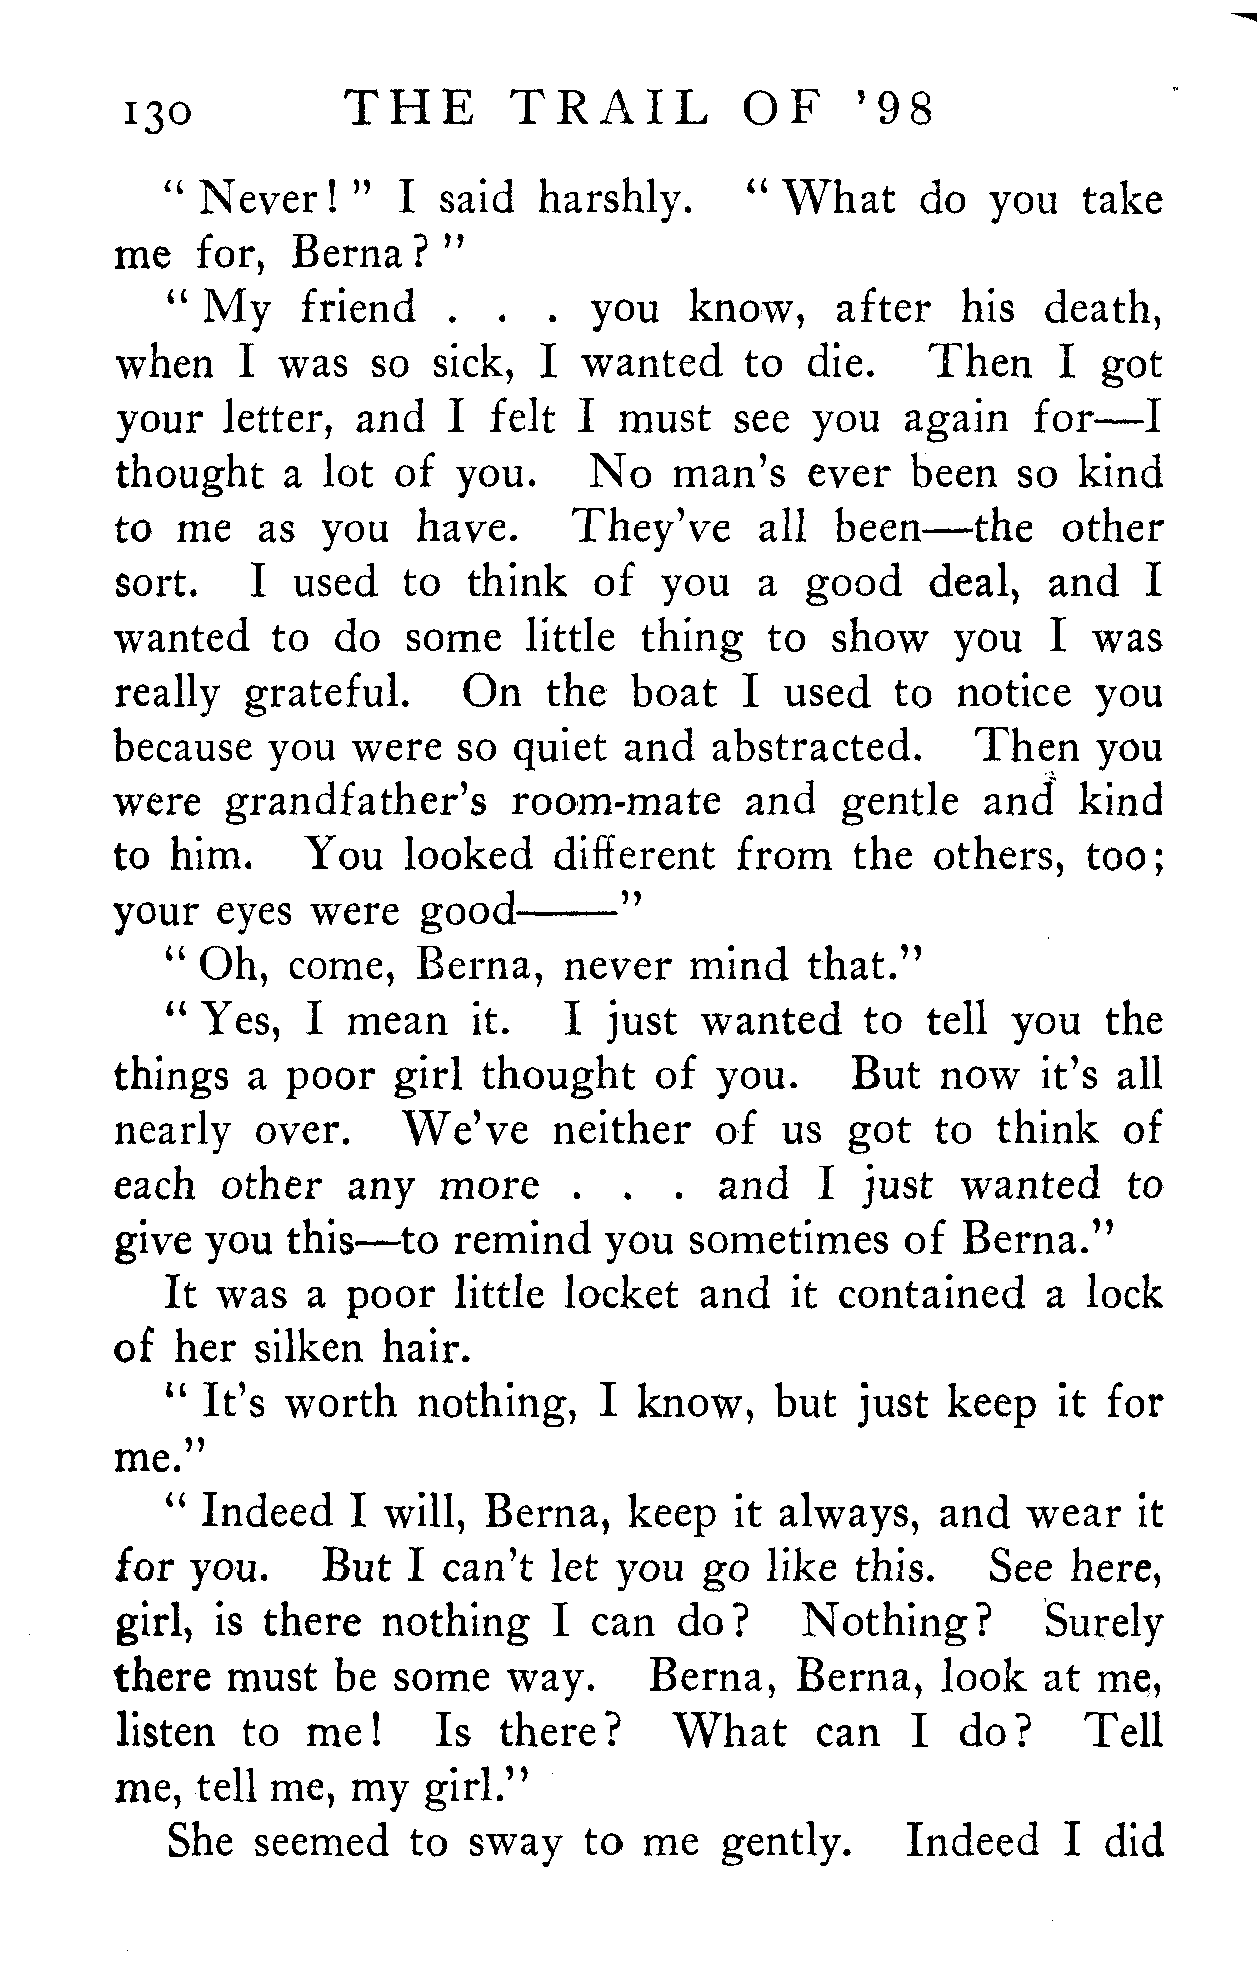 130 THE TRAIL OF '98
" Never! " I said harshly. " What do you take
me for, Berna? "
" My friend . . . you know, after his death,
when I was so sick, I wanted to die. Then I got
your letter, and I felt I must see you again for—I
thought a lot of you. No man's ever been so kind
to me as you have. They've all been—the other
sort. I used to think of you a good deal, and I
wanted to do some little thing to show you I was
really grateful. On the boat I used to notice you
because you were so quiet and abstracted. Then you
were grandfather's room-mate and gentle and kind
to him. You looked different from the others, too;
your eyes were good——"
" Oh, come, Berna, never mind that."
" Yes, I mean it. I just wanted to tell you the
things a poor girl thought of you. But now it's all
nearly over. We've neither of us got to think of
each other any more . . . and I just wanted to
give you this—to remind you sometimes of Berna."
It was a poor little locket and it contained a lock
of her silken hair.
" It's worth nothing, I know, but just keep it for
me."
" Indeed I will, Berna, keep it always, and wear it
for you. But I can't let you go like this. See here,
girl, is there nothing I can do? Nothing? Surely
there must be some way. Berna, Berna, look at me,
listen to me! Is there? What can I do? Tell
me, tell me, my girl."
She seemed to sway to me gently. Indeed I did